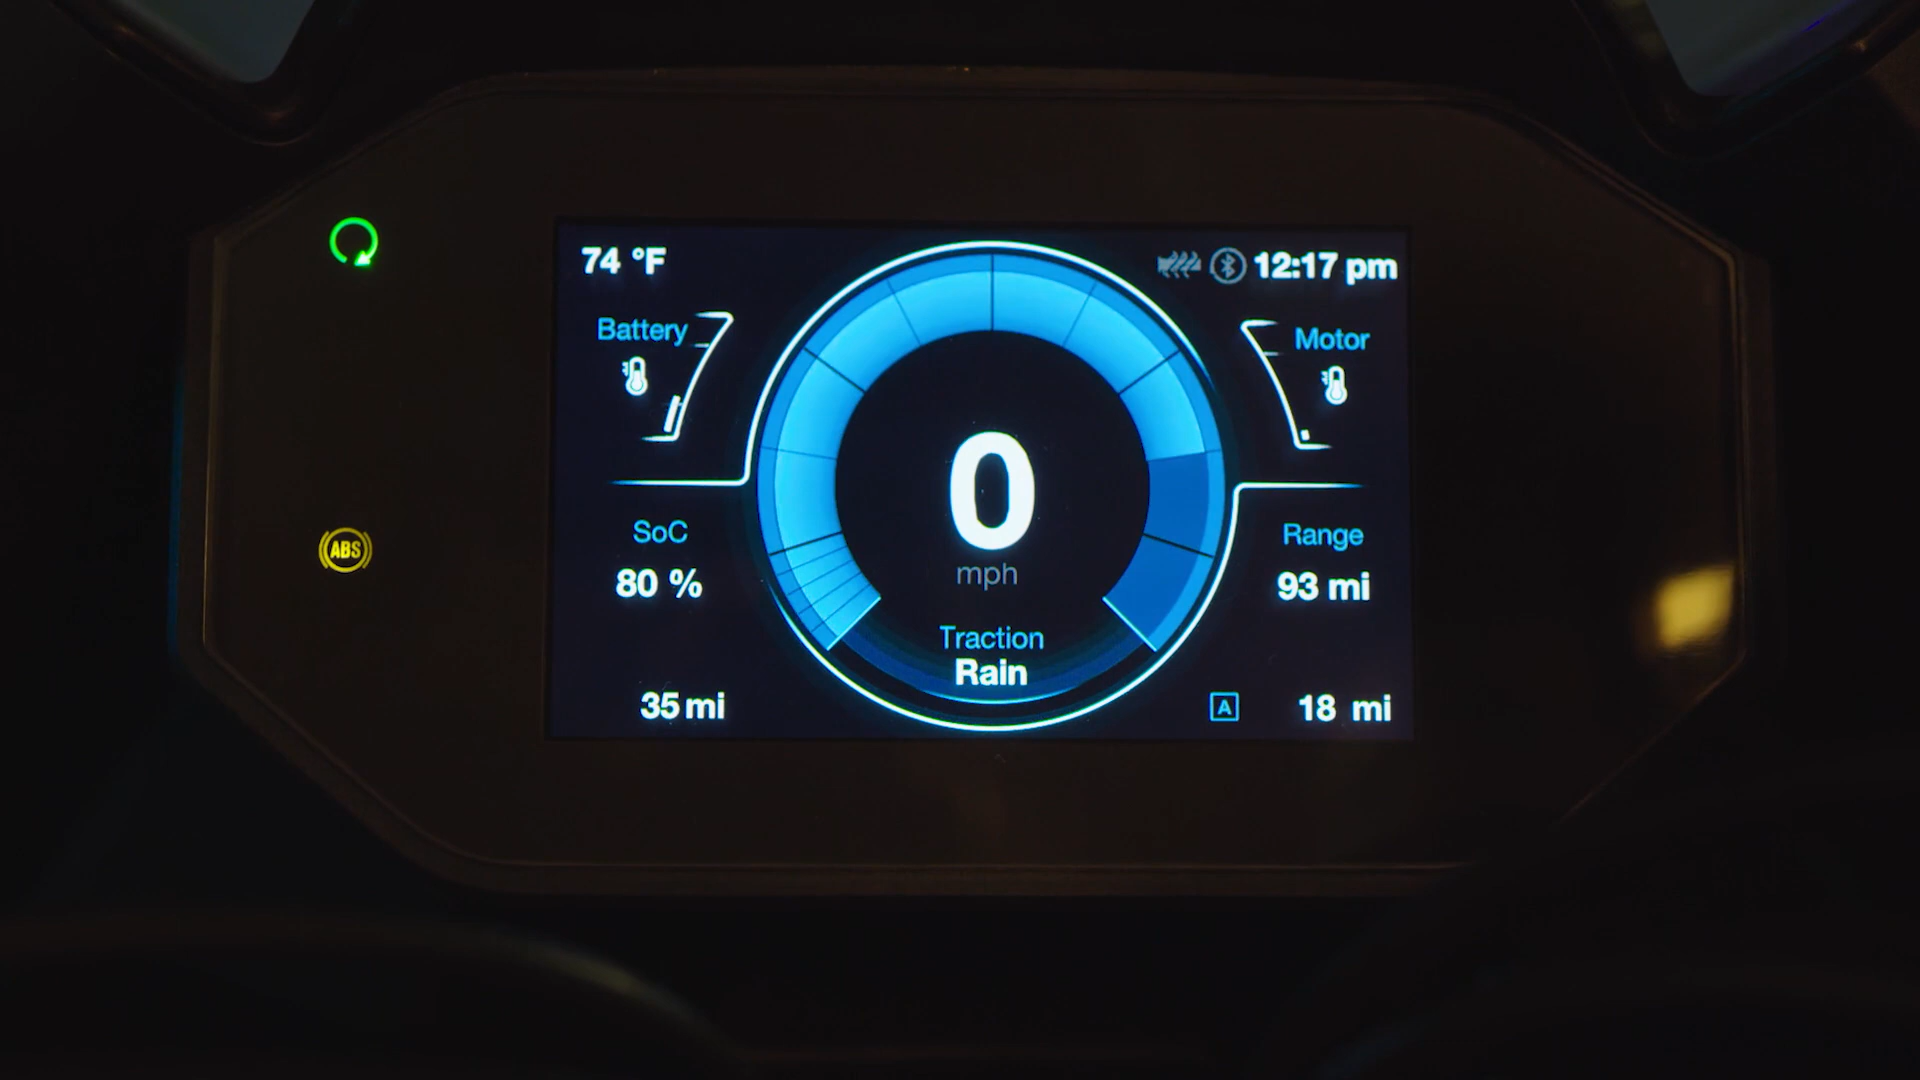 74 °F
12:17 pm
Battery
Motor
0
mph
SoC
80 %
Range
93 mi
Traction
Rain
35 mi
A
18 mi
ABS